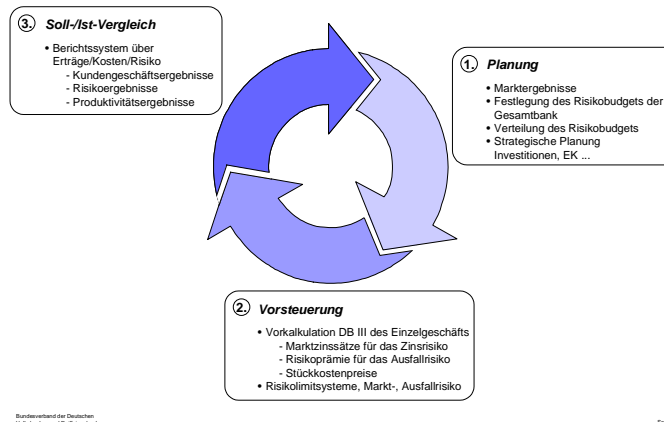 3. Soll-/Ist-Vergleich
• Berichtssystem über
Erträge/Kosten/Risiko
- Kundengeschäftsergebnisse
- Risikoergebnisse
- Produktivitätsergebnisse
1. Planung
• Marktergebnisse
• Festlegung des Risikobudgets der
Gesamtbank
• Verteilung des Risikobudgets
• Strategische Planung
Investitionen, EK ...
2. Vorsteuerung
• Vorkalkulation DB III des Einzelgeschäfts
- Marktzinssätze für das Zinsrisiko
- Risikoprämie für das Ausfallrisiko
- Stückkostenpreise
• Risikolimitsysteme, Markt-, Ausfallrisiko
Bundesverband der Deutschen